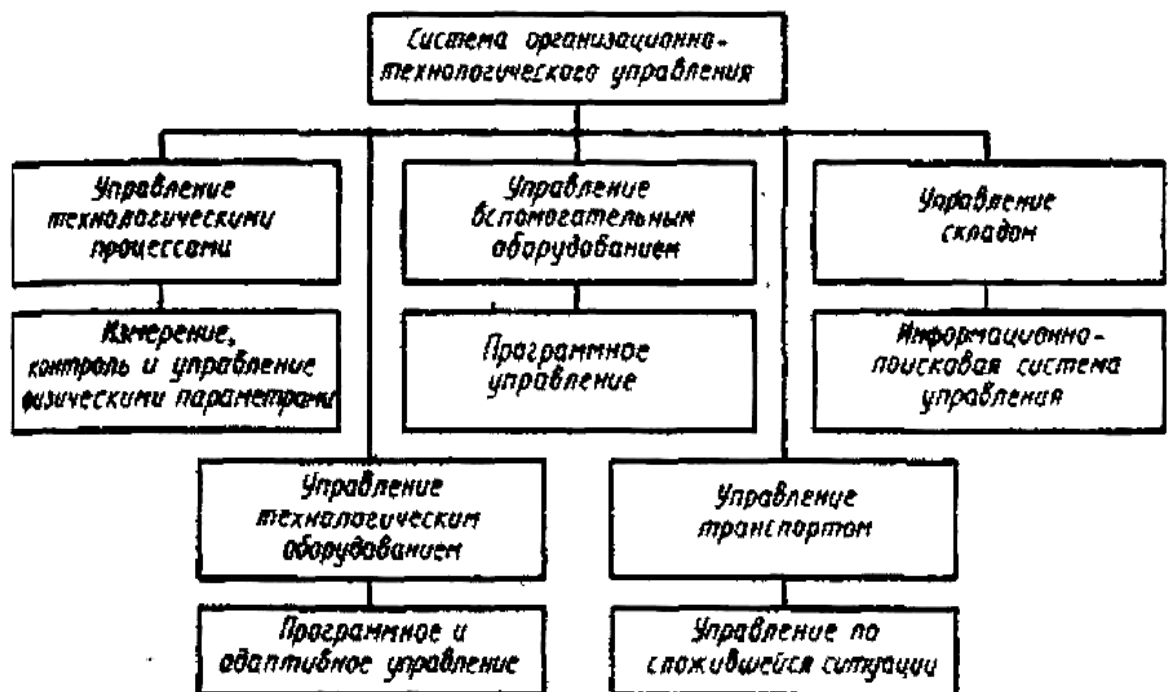 Система организационно-
технологического управления
Управление
технологическими
процессами
Управление
вспомогательным
оборудованием
Управление
складом
Измерение,
контроль и управление
физическими параметрами
Программное
управление
Информационно-
поисковая система
управления
Управление
технологическим
оборудованием
Управление
транспортом
Программное и
адаптивное управление
Управление по
сложившейся ситуации